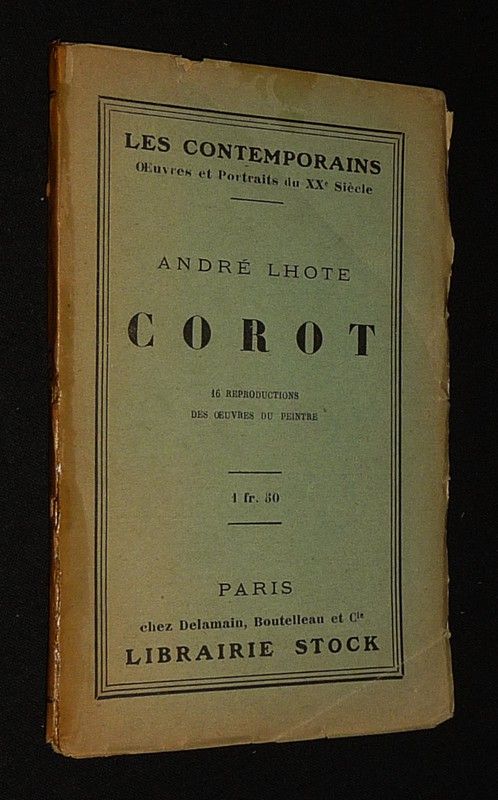 LES CONTEMPORAINS
Œuvres et Portraits du XXe Siècle
ANDRÉ LHOTE
COROT
16 REPRODUCTIONS
DES ŒUVRES DU PEINTRE
1 fr. 50
PARIS
chez Delamain, Boutelleau et Cie
LIBRAIRIE STOCK